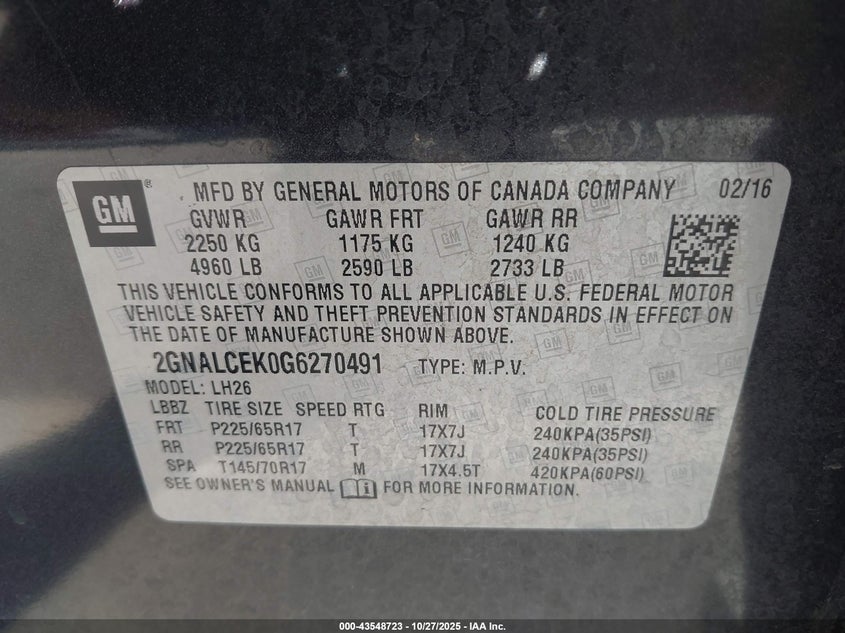 GM ® MFD BY GENERAL MOTORS OF CANADA COMPANY 02/16
GVWR GAWR FRT GAWR RR
2250 KG 1175 KG 1240 KG
4960 LB 2590 LB 2733 LB
THIS VEHICLE CONFORMS TO ALL APPLICABLE U.S. FEDERAL MOTOR
VEHICLE SAFETY AND THEFT PREVENTION STANDARDS IN EFFECT ON
THE DATE OF MANUFACTURE SHOWN ABOVE.
2GNALCEK0G6270491 TYPE: M.P.V.
MODEL: LH26
LBBZ TIRE SIZE SPEED RTG RIM COLD TIRE PRESSURE
FRT P225/65R17 T 17X7J 240KPA(35PSI)
RR P225/65R17 T 17X7J 240KPA(35PSI)
SPA T145/70R17 M 17X4.5T 420KPA(60PSI)
SEE OWNER'S MANUAL i FOR MORE INFORMATION.
000-43548723 - 10/27/2025 - IAA Inc.